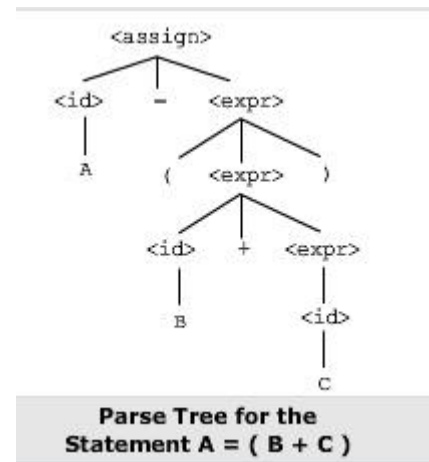 <assign>
<id> = <expr>
A ( <expr> )
<id> + <expr>
B <id>
C
Parse Tree for the
Statement A = ( B + C )